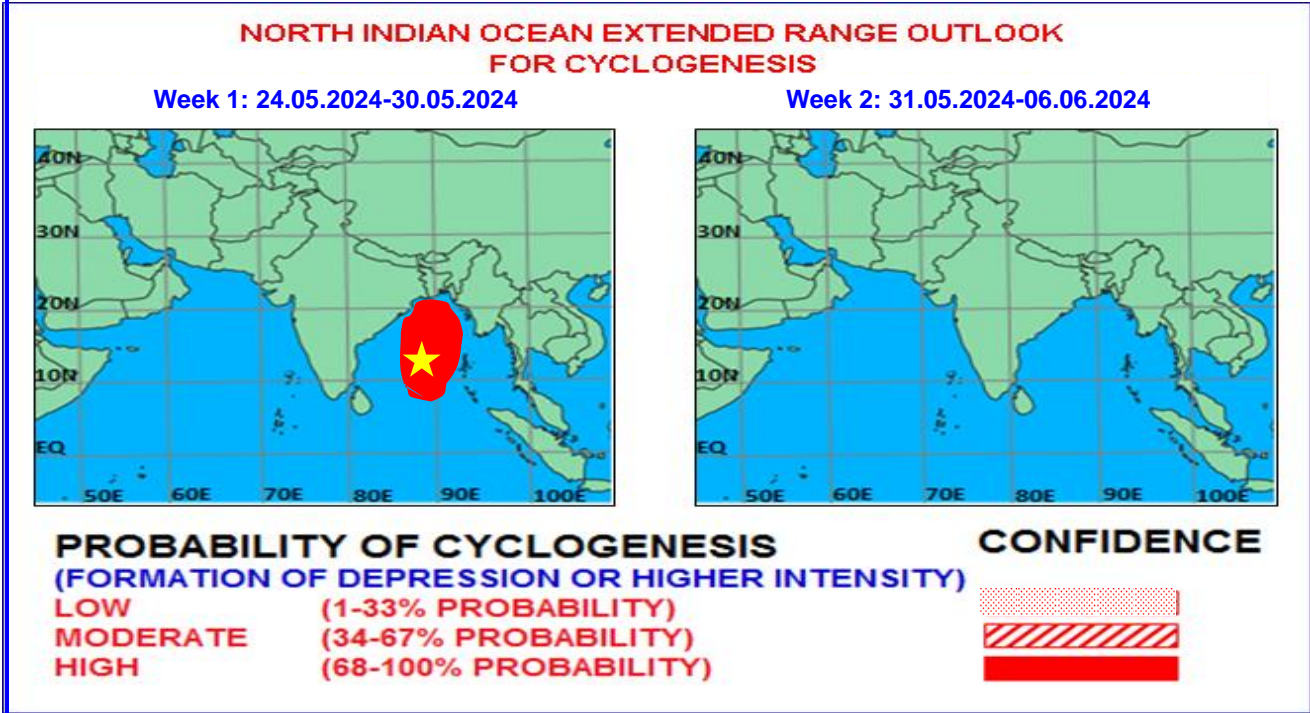 NORTH INDIAN OCEAN EXTENDED RANGE OUTLOOK
FOR CYCLOGENESIS
Week 1: 24.05.2024-30.05.2024
Week 2: 31.05.2024-06.06.2024
40N
30N
20N
10N
EQ
50E 60E 70E 80E 90E 100E
40N
30N
20N
10N
EQ
50E 60E 70E 80E 90E 100E
PROBABILITY OF CYCLOGENESIS
CONFIDENCE
(FORMATION OF DEPRESSION OR HIGHER INTENSITY)
LOW (1-33% PROBABILITY)
MODERATE (34-67% PROBABILITY)
HIGH (68-100% PROBABILITY)